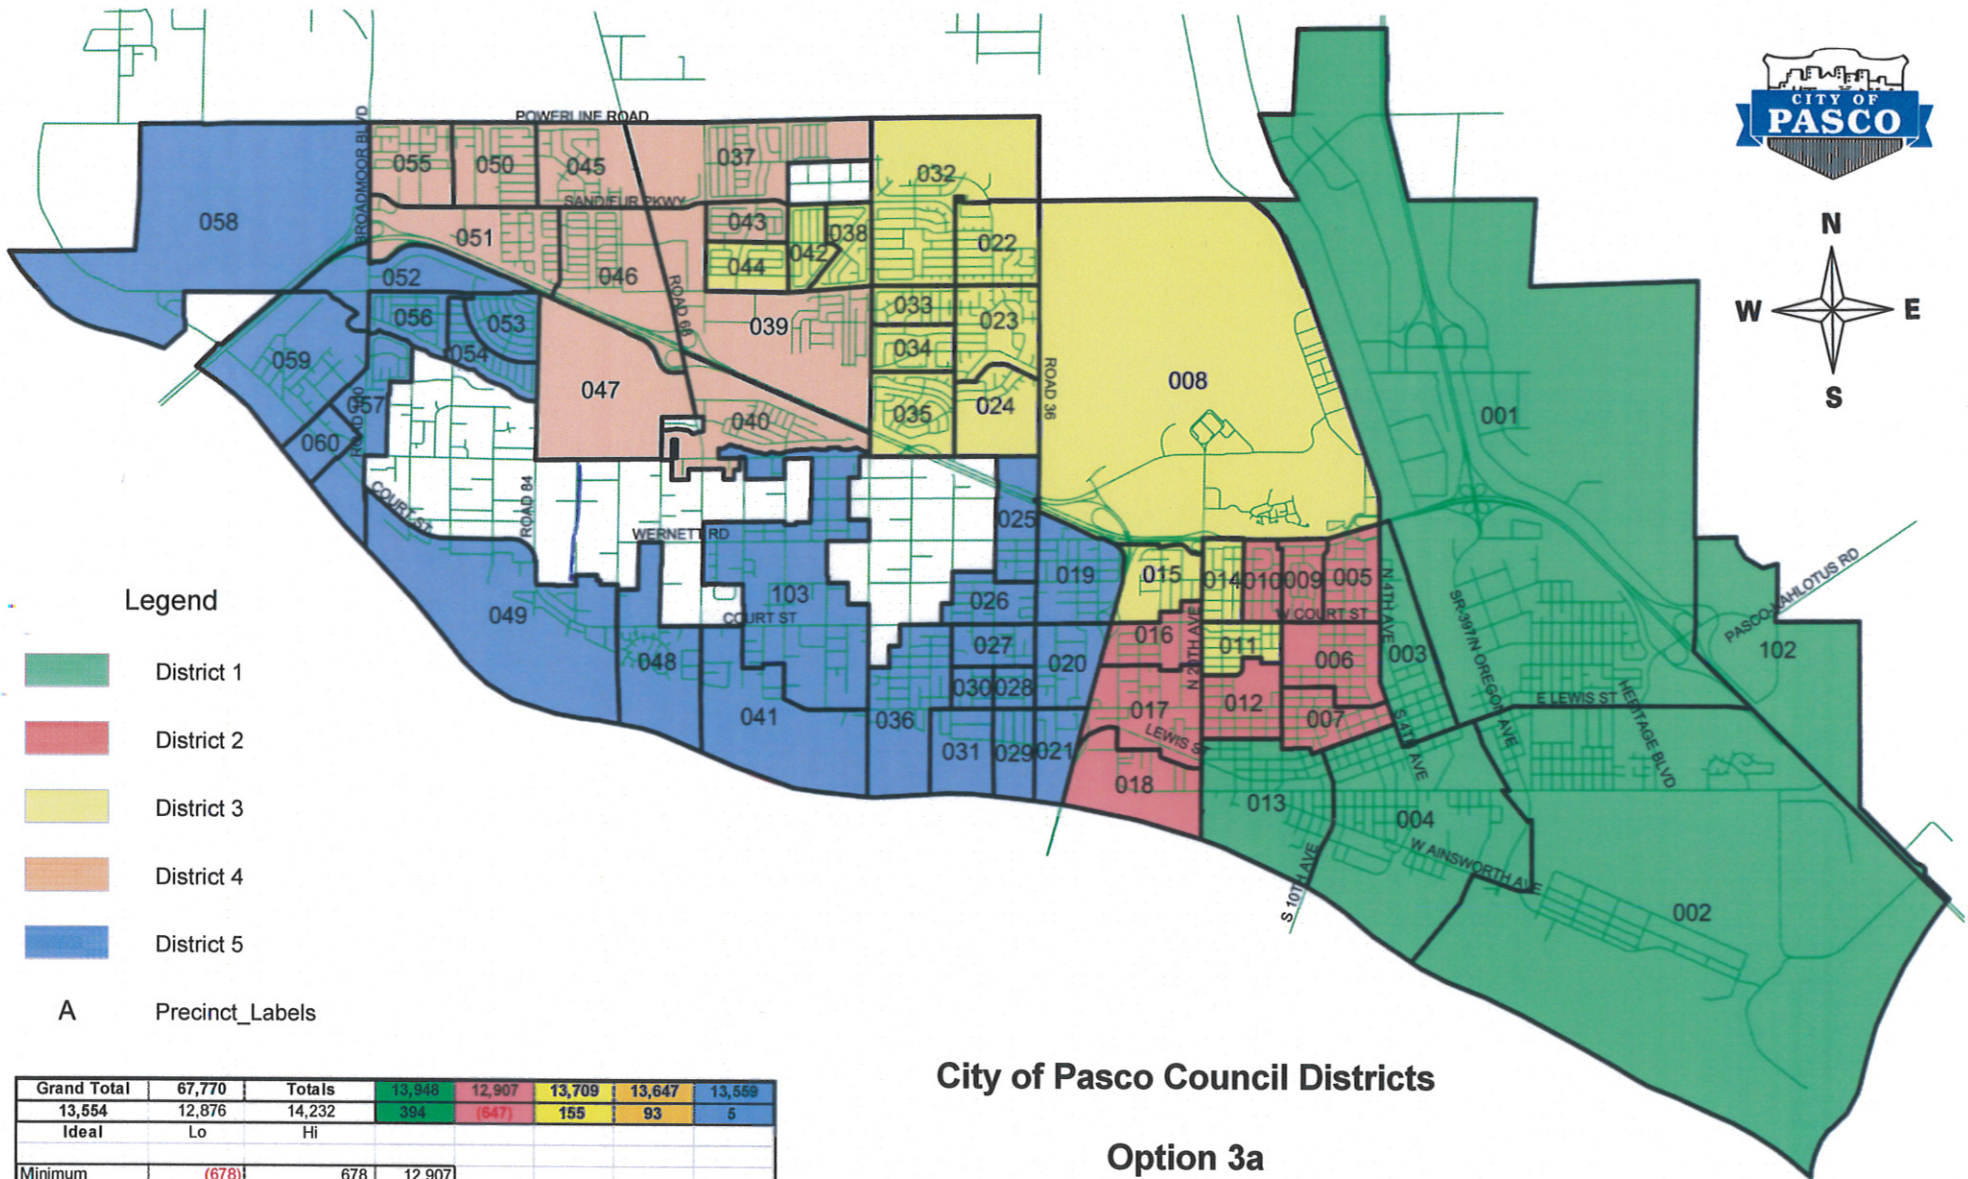 CITY OF
PASCO
N
W E
S
POWERLINE ROAD
BROADMOOR BLVD
055
050
045
037
032
SANDIFUR PKWY
058
051
043
042
038
022
046
044
052
ROAD 68
056
053
039
033
023
054
034
059
047
008
ROAD 36
001
057
040
035
024
060
ROAD 84
COURT ST
WERNETT RD
025
019
015
014
010
009
005
N 4TH AVE
PASCO-KAHLOTUS RD
103
026
049
COURT ST
W COURT ST
SR-397/N OREGON AVE
016
N 20TH AVE
011
006
003
102
048
027
020
030
028
E LEWIS ST
HERITAGE BLVD
041
036
017
012
007
LEWIS ST
S 4TH AVE
031
029
021
018
013
004
W AINSWORTH AVE
S 10TH AVE
002
Legend
District 1
District 2
District 3
District 4
District 5
A Precinct_Labels
Grand Total 67,770 Totals 13,948 12,907 13,709 13,647 13,559
13,554 12,876 14,232 394 (647) 155 93 5
Ideal Lo Hi
Minimum (678) 678 12,907
City of Pasco Council Districts
Option 3a